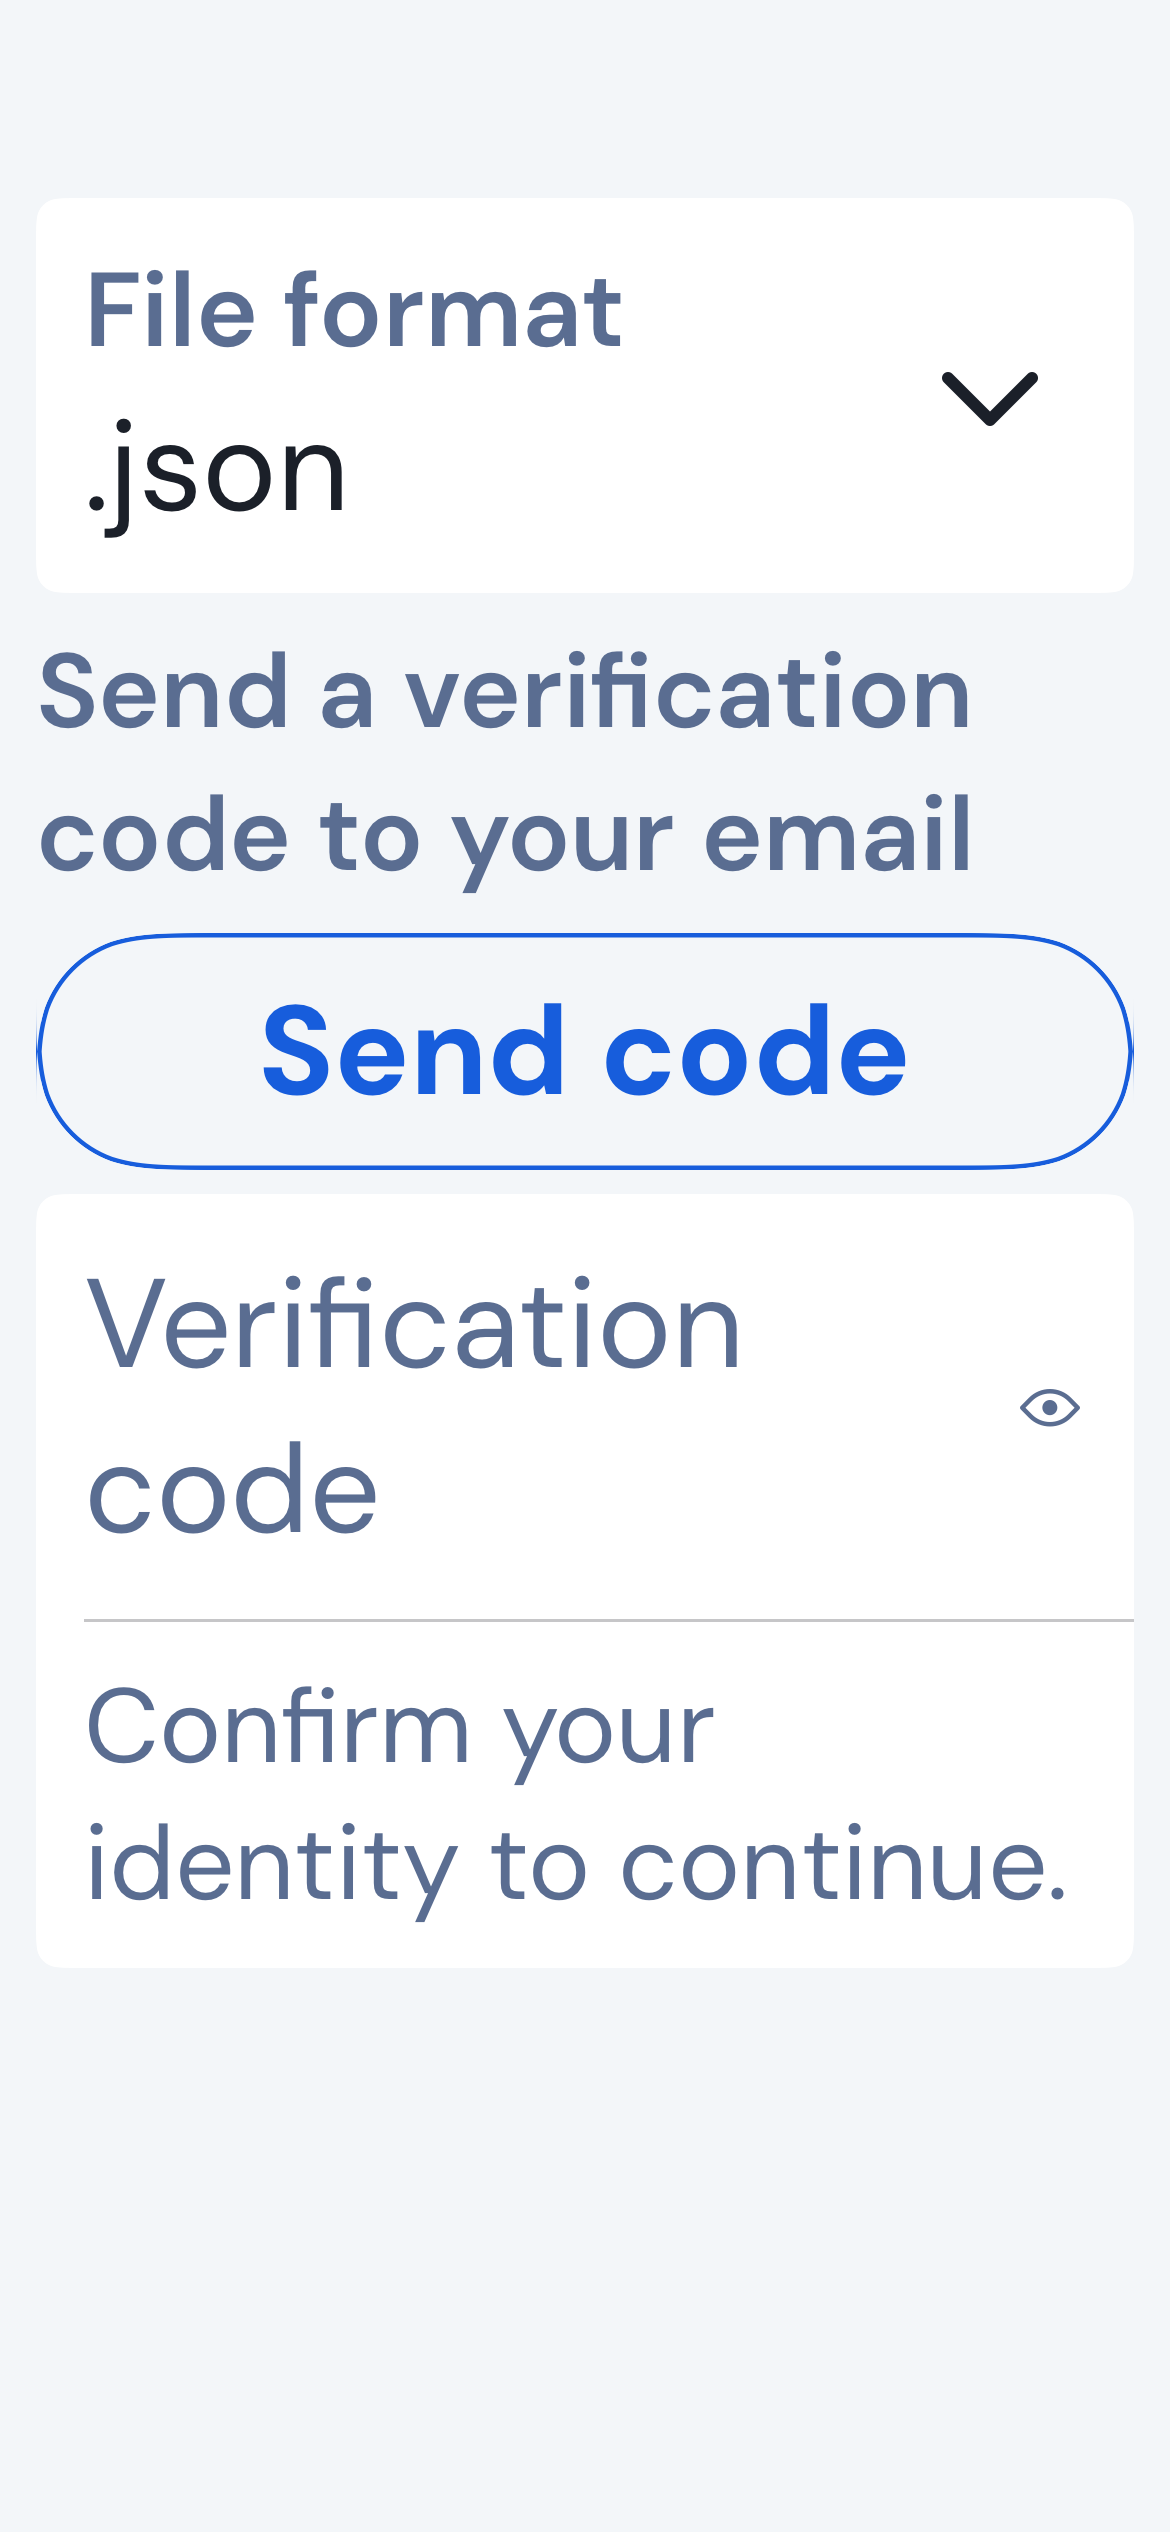 File format
.json
Send a verification
code to your email
Send code
Verification
code
Confirm your
identity to continue.